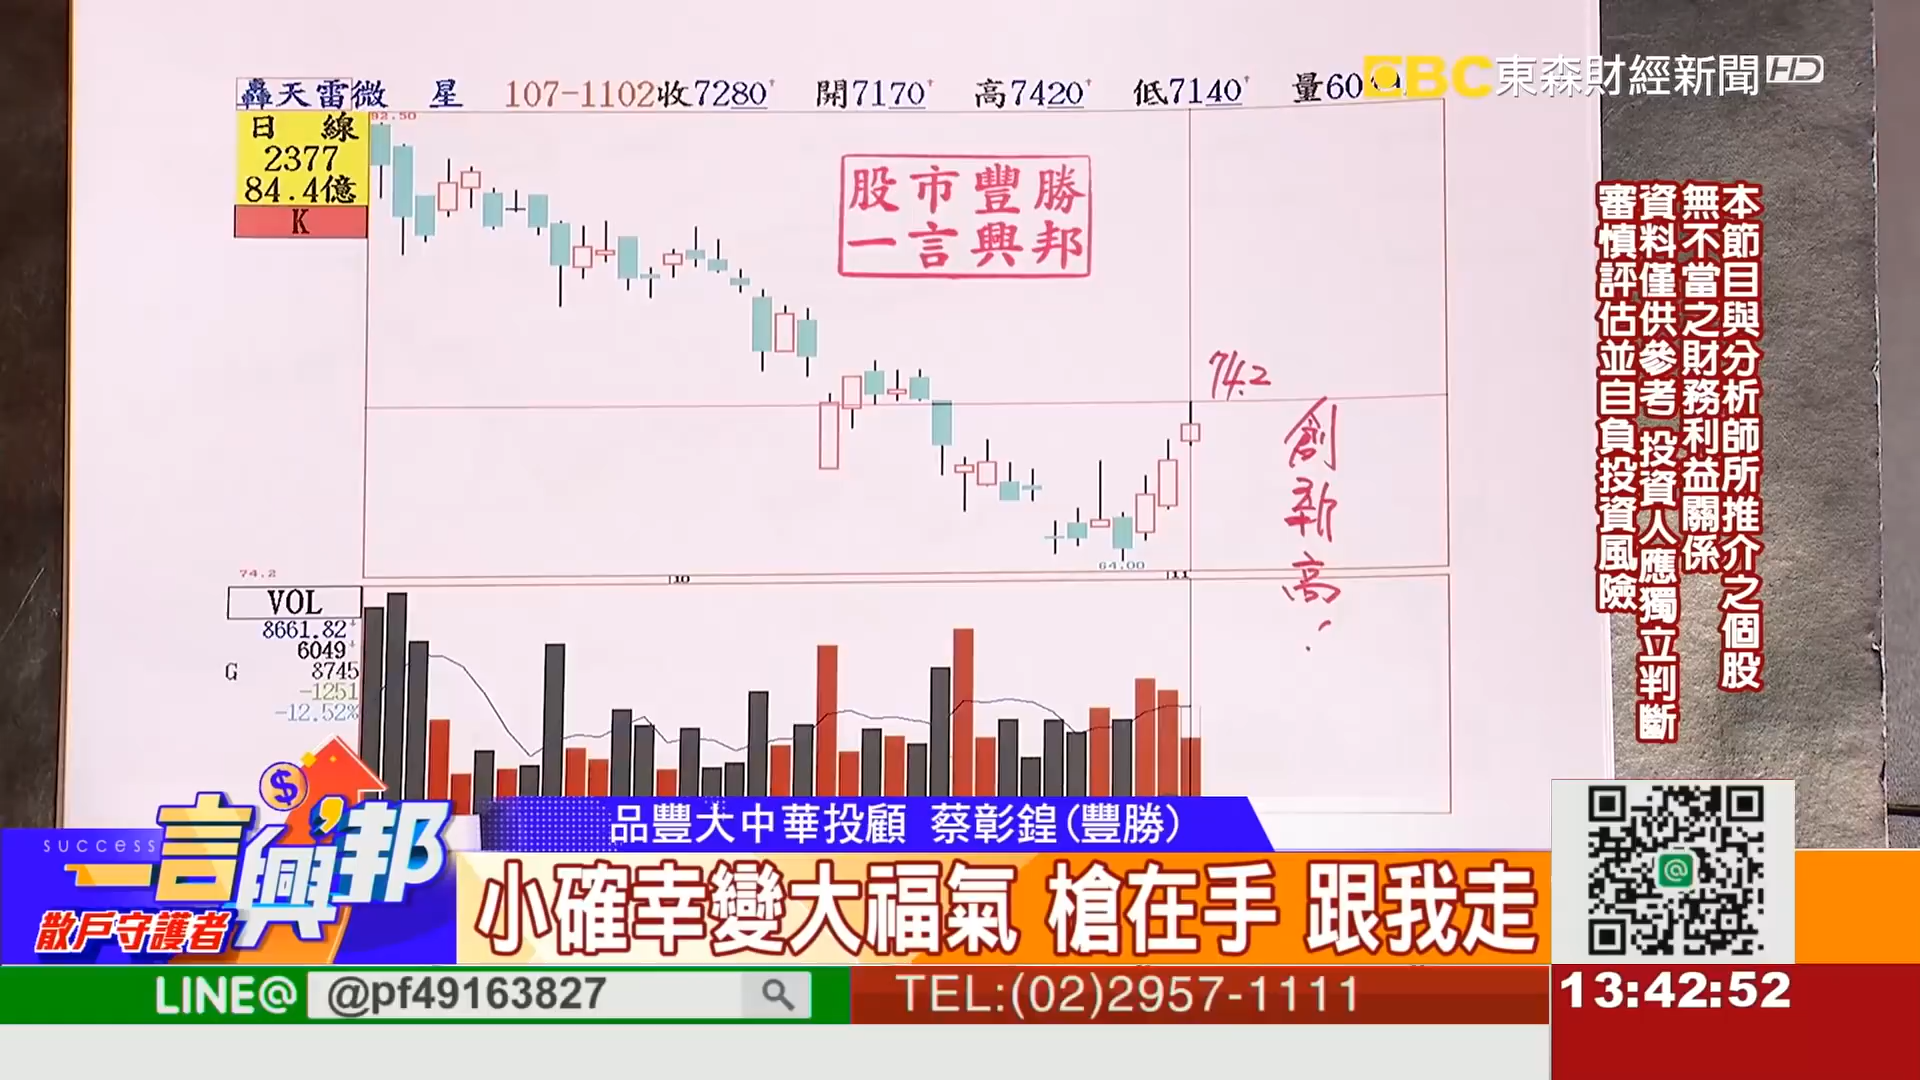 EBC 東森財經新聞 HD
轟天雷微 星 107-1102收7280 開7170 高7420 低7140
日 線
2377
84.4億
K
92.50
股市豐勝
一言興邦
74.2
創新高!
64.00
74.2
10
11
VOL
8661.82
6049
G 8745
-1251
-12.52%
本節目與分析師所推介之個股
無不當之財務利益關係
資料僅供參考 投資人應獨立判斷
審慎評估並自負投資風險
success
一言興邦
散戶守護者
品豐大中華投顧 蔡彰鍠(豐勝)
小確幸變大福氣 槍在手 跟我走
LINE@ @pf49163827
TEL:(02)2957-1111
13:42:52